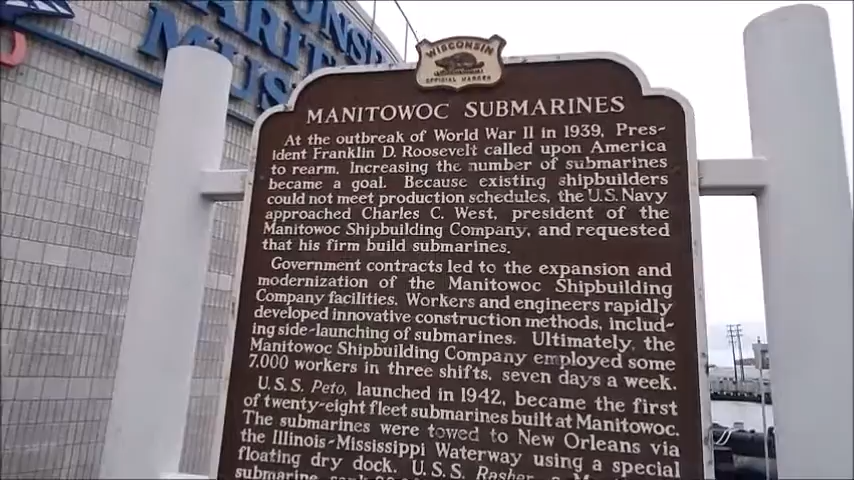 ONSIN
MARITI
MUS
WISCONSIN
OFFICIAL MARKER
MANITOWOC SUBMARINES
At the outbreak of World War II in 1939, Pres-
ident Franklin D. Roosevelt called upon America
to rearm. Increasing the number of submarines
became a goal. Because existing shipbuilders
could not meet production schedules, the U.S. Navy
approached Charles C. West, president of the
Manitowoc Shipbuilding Company, and requested
that his firm build submarines.
Government contracts led to the expansion and
modernization of the Manitowoc Shipbuilding
Company facilities. Workers and engineers rapidly
developed innovative construction methods, includ-
ing side-launching of submarines. Ultimately, the
Manitowoc Shipbuilding Company employed some
7,000 workers in three shifts, seven days a week.
U.S.S. Peto, launched in 1942, became the first
of twenty-eight fleet submarines built at Manitowoc.
The submarines were towed to New Orleans via
the Illinois-Mississippi Waterway using a special
floating dry dock. U.S.S. Rasher, a
submarine, sank